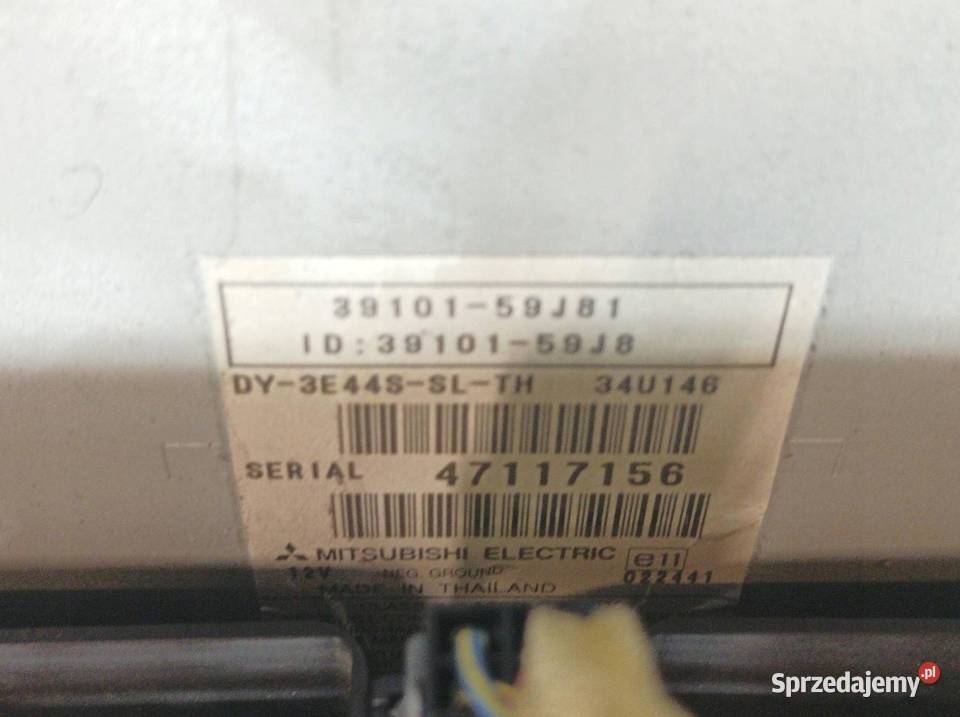 39101-59J81
ID:39101-59J8
DY-3E44S-SL-TH 34U146
SERIAL 47117156
MITSUBISHI ELECTRIC e11
12V NEG. GROUND 022441
MADE IN THAILAND
Sprzedajemy.pl